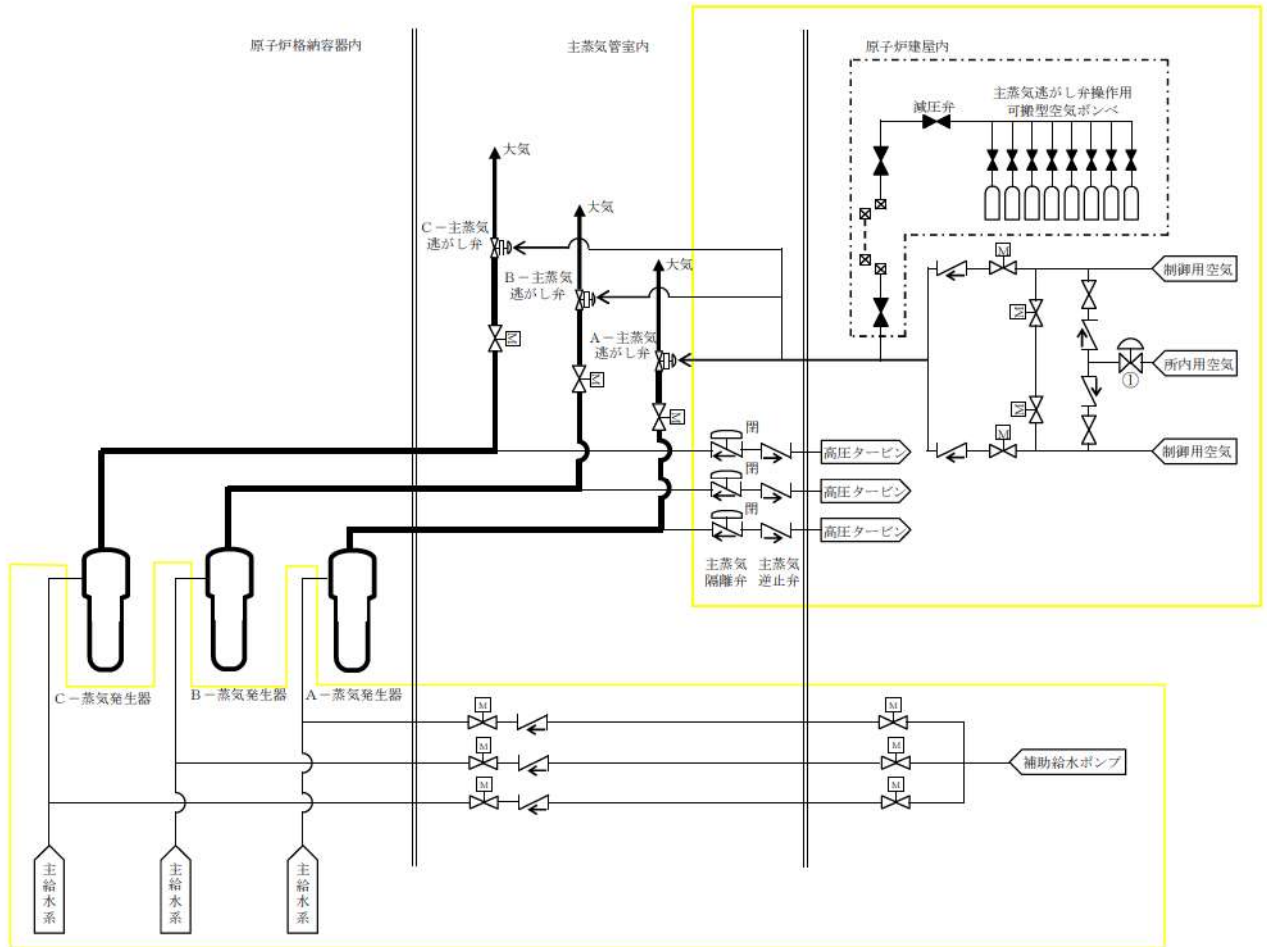 原子炉格納容器内
主蒸気管室内
原子炉建屋内
減圧弁
主蒸気逃がし弁操作用
可搬型空気ボンベ
大気
C－主蒸気
逃がし弁
大気
B－主蒸気
逃がし弁
大気
A－主蒸気
逃がし弁
M
M
M
M
制御用空気
M
所内用空気
①
M
M
制御用空気
閉
高圧タービン
閉
高圧タービン
閉
高圧タービン
主蒸気
隔離弁
主蒸気
逆止弁
C－蒸気発生器
B－蒸気発生器
A－蒸気発生器
M
M
M
M
M
M
補助給水ポンプ
主給水系
主給水系
主給水系